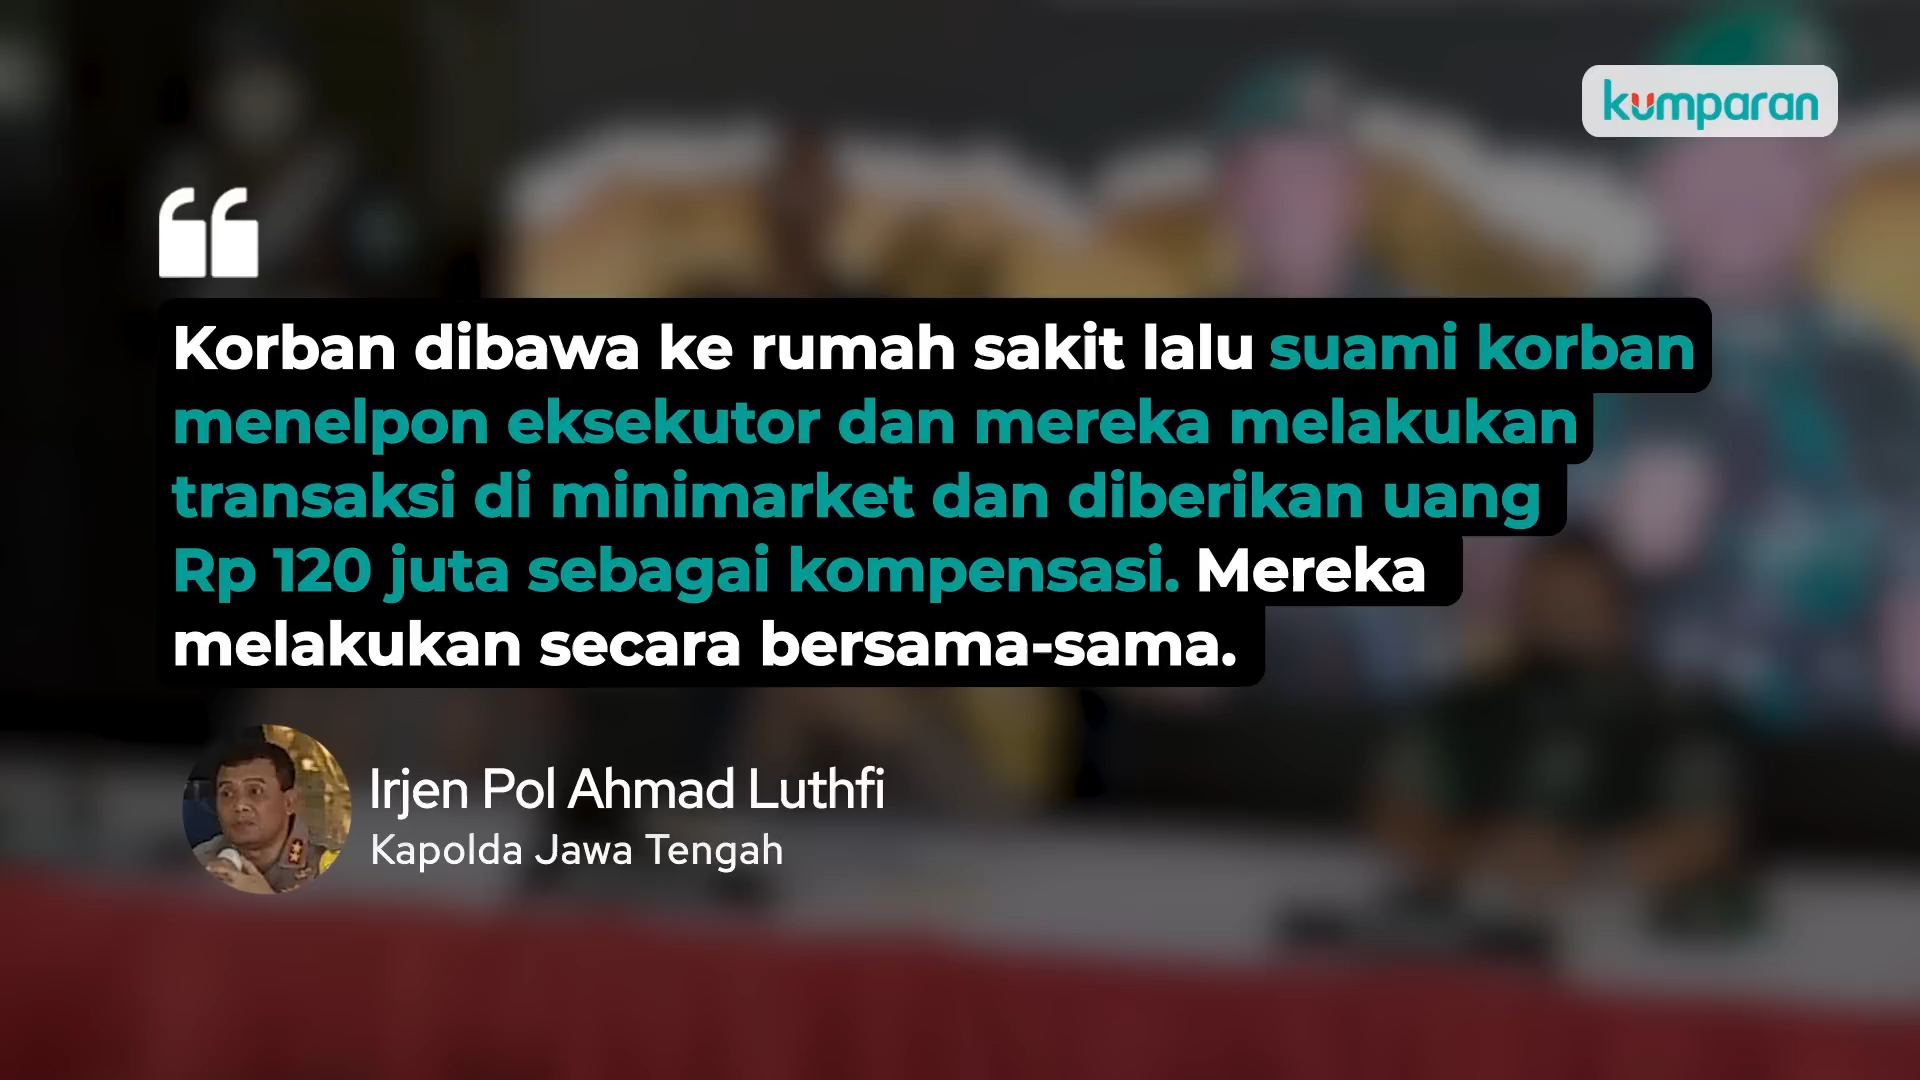 kumparan
“
Korban dibawa ke rumah sakit lalu suami korban
menelpon eksekutor dan mereka melakukan
transaksi di minimarket dan diberikan uang
Rp 120 juta sebagai kompensasi. Mereka
melakukan secara bersama-sama.
Irjen Pol Ahmad Luthfi
Kapolda Jawa Tengah